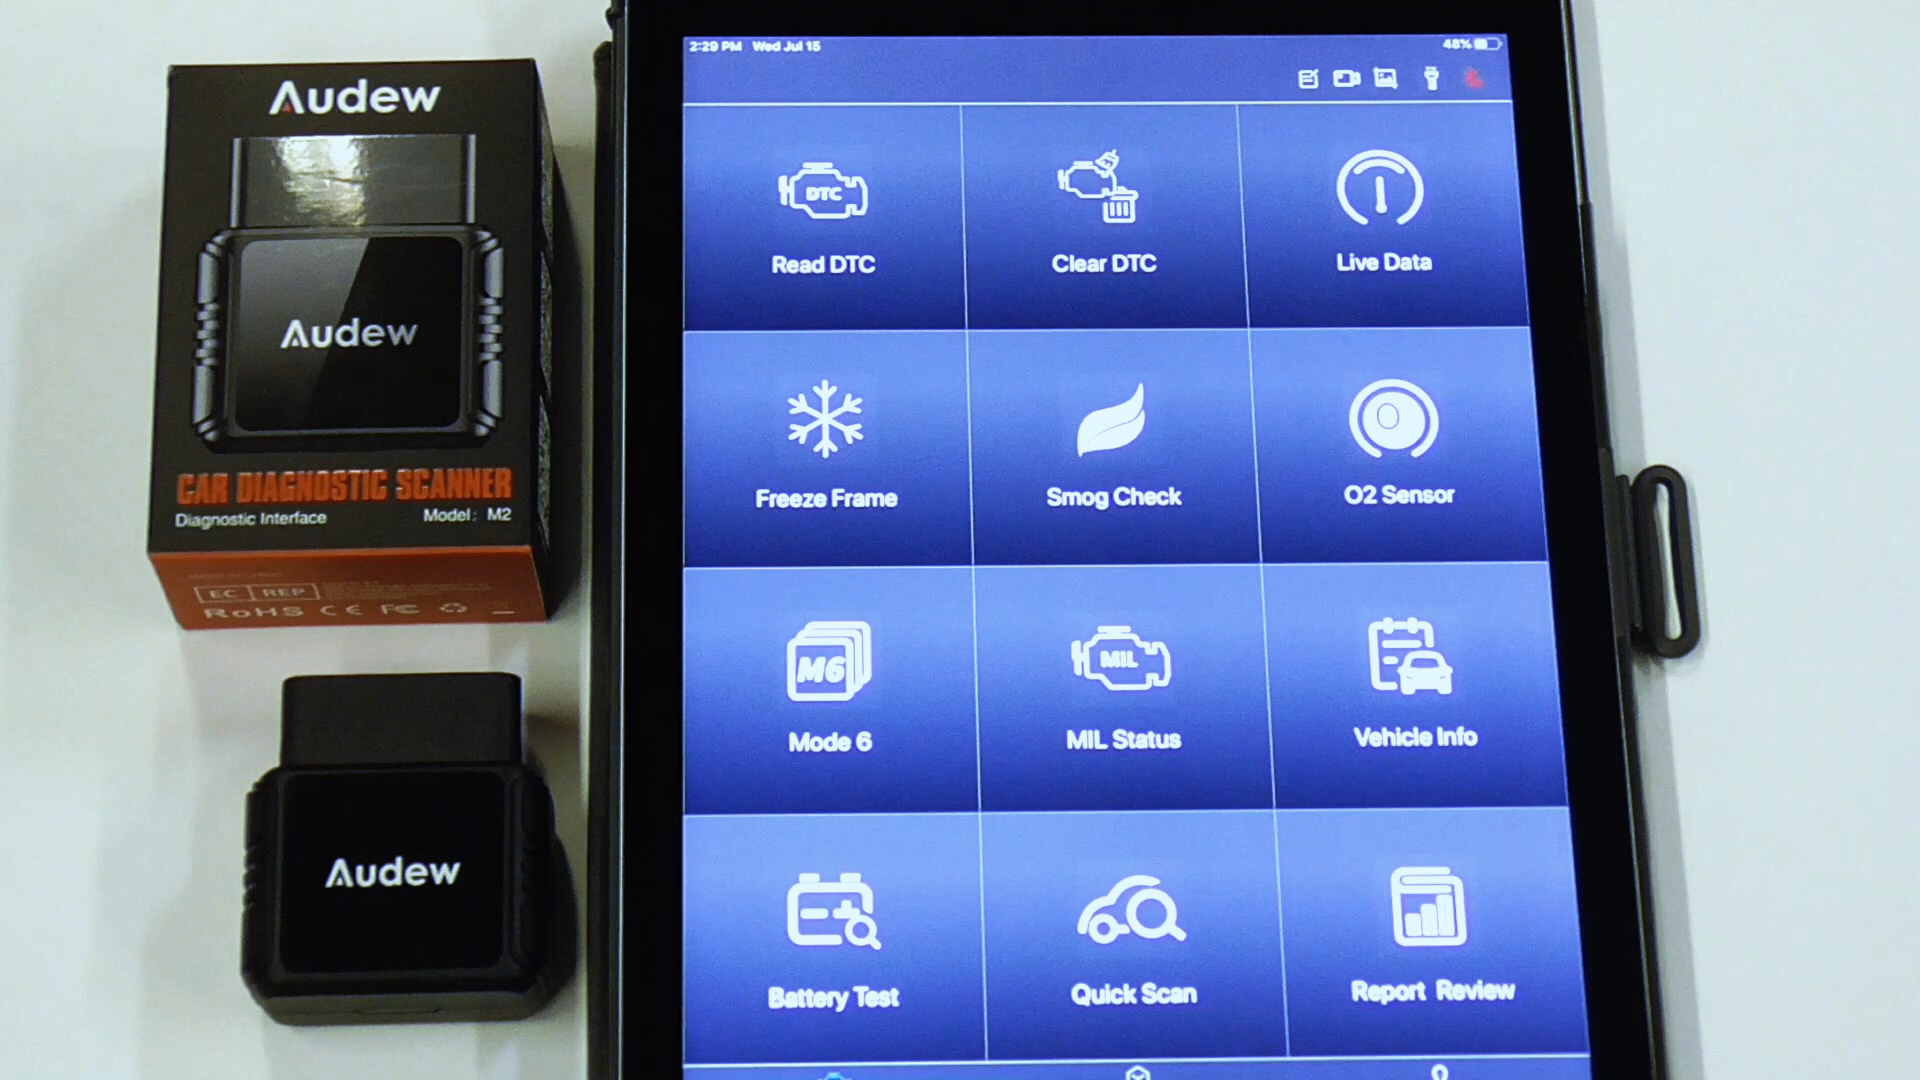 Audew
Audew
CAR DIAGNOSTIC SCANNER
Diagnostic Interface
Model: M2
EC REP
RoHS CE FC
Audew
2:29 PM Wed Jul 15
48%
DTC
Read DTC
Clear DTC
Live Data
Freeze Frame
Smog Check
O2 Sensor
M6
MIL
Mode 6
MIL Status
Vehicle Info
Battery Test
Quick Scan
Report Review